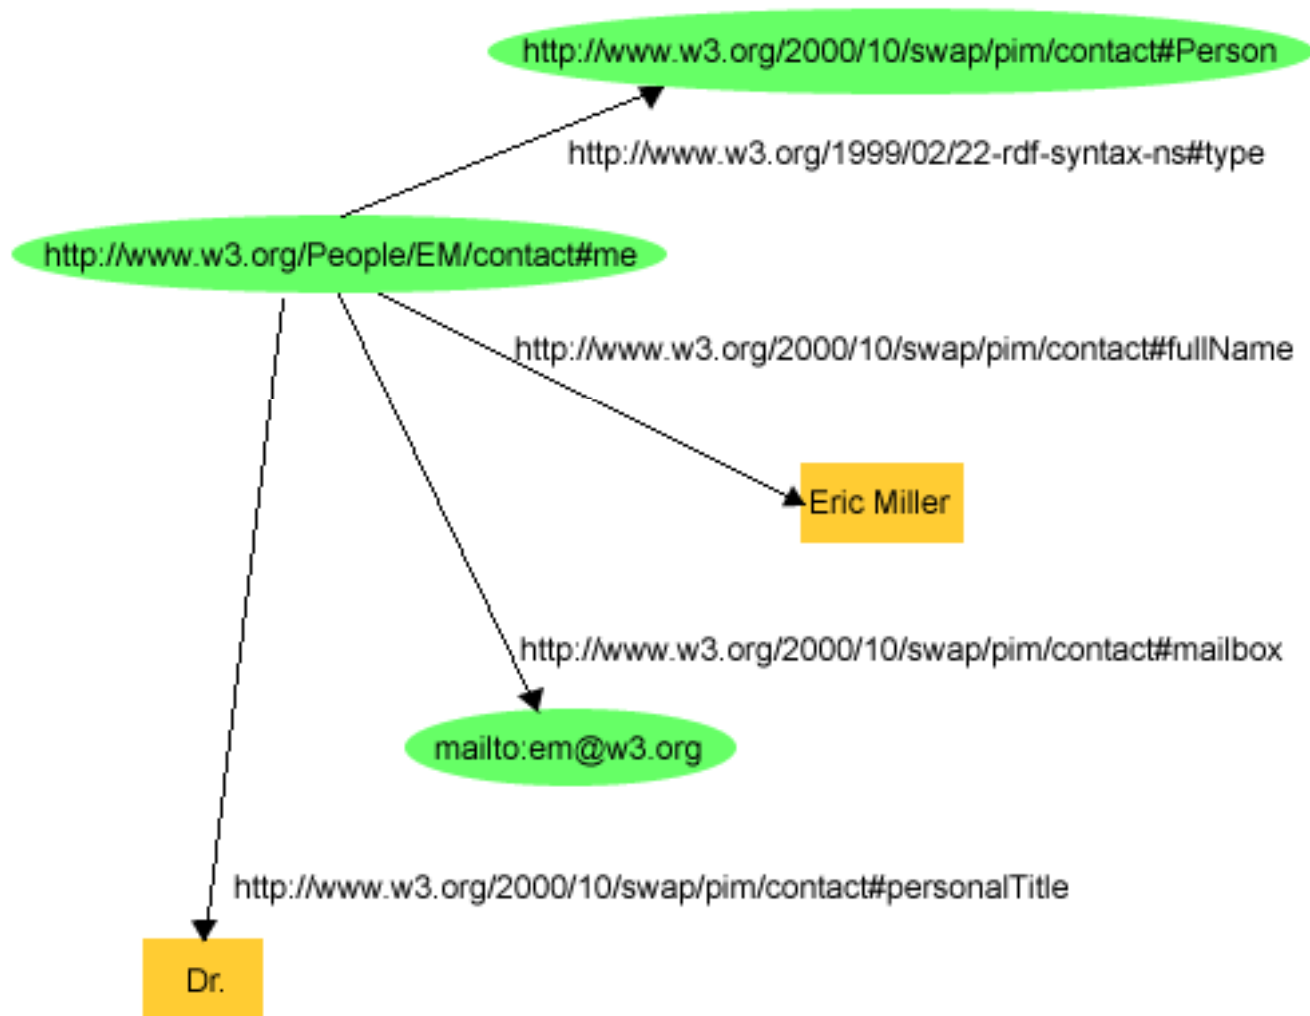 http://www.w3.org/2000/10/swap/pim/contact#Person
http://www.w3.org/1999/02/22-rdf-syntax-ns#type
http://www.w3.org/People/EM/contact#me
http://www.w3.org/2000/10/swap/pim/contact#fullName
Eric Miller
http://www.w3.org/2000/10/swap/pim/contact#mailbox
mailto:em@w3.org
http://www.w3.org/2000/10/swap/pim/contact#personalTitle
Dr.